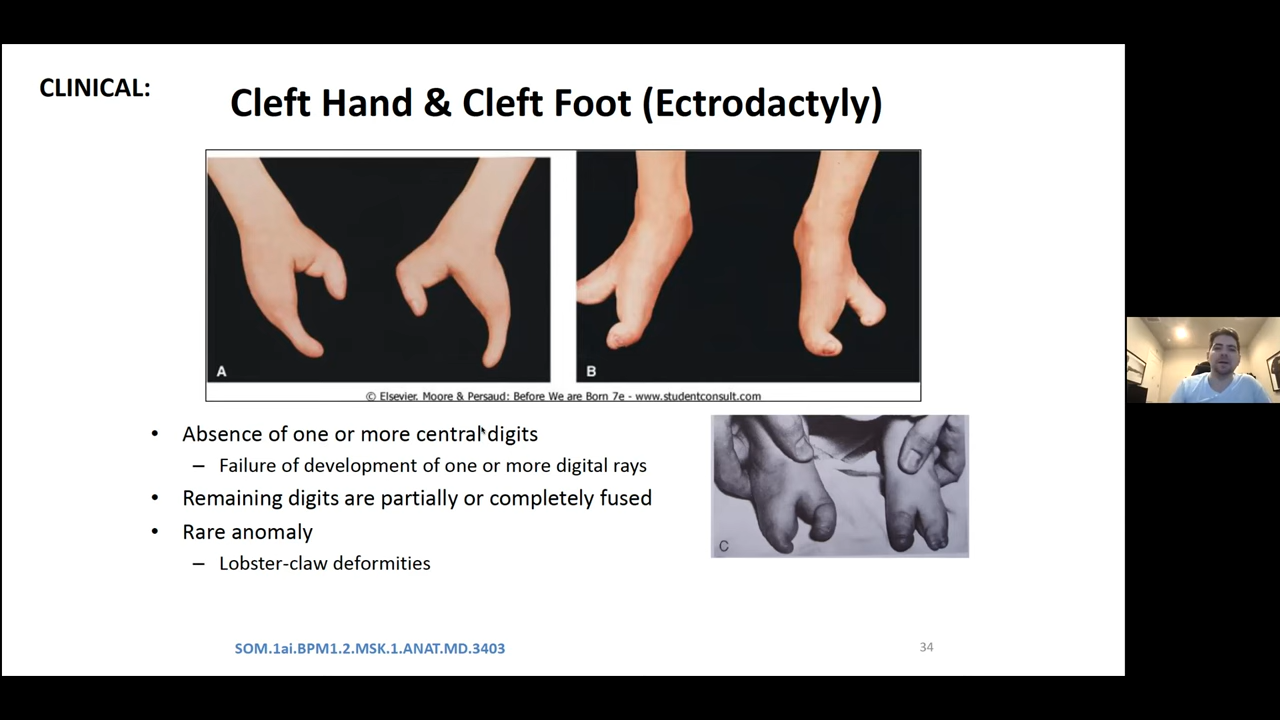 CLINICAL:
Cleft Hand & Cleft Foot (Ectrodactyly)
A
B
© Elsevier. Moore & Persaud: Before We are Born 7e - www.studentconsult.com
• Absence of one or more central digits
– Failure of development of one or more digital rays
• Remaining digits are partially or completely fused
• Rare anomaly
– Lobster-claw deformities
C
SOM.1ai.BPM1.2.MSK.1.ANAT.MD.3403
34